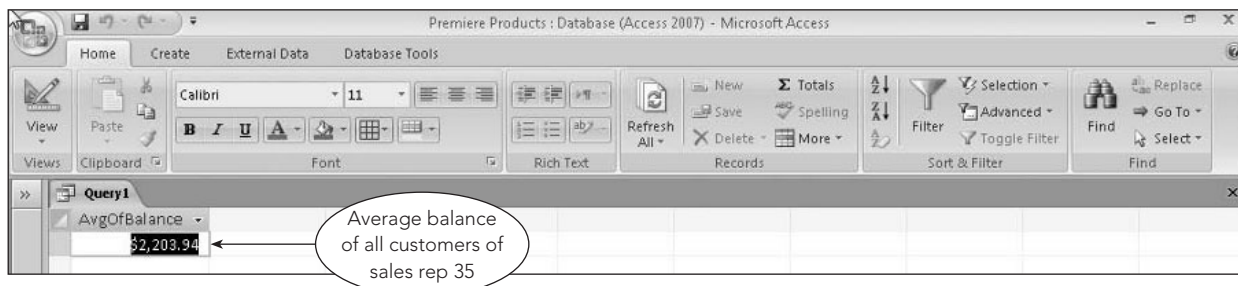 Premiere Products : Database (Access 2007) - Microsoft Access
Home Create External Data Database Tools
View
Paste
Calibri 11
B I U A
Refresh All
New
Save
Delete
Σ Totals
Spelling
More
Filter
Selection
Advanced
Toggle Filter
Find
Replace
Go To
Select
Views Clipboard Font Rich Text Records Sort & Filter Find
Query1
AvgOfBalance
$2,203.94
Average balance
of all customers of
sales rep 35